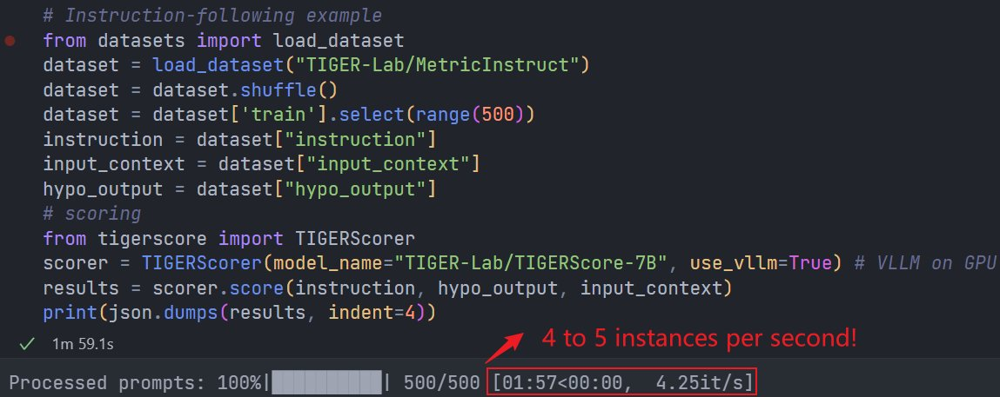 # Instruction-following example
from datasets import load_dataset
dataset = load_dataset("TIGER-Lab/MetricInstruct")
dataset = dataset.shuffle()
dataset = dataset['train'].select(range(500))
instruction = dataset["instruction"]
input_context = dataset["input_context"]
hypo_output = dataset["hypo_output"]
# scoring
from tigerscore import TIGERScorer
scorer = TIGERScorer(model_name="TIGER-Lab/TIGERScore-7B", use_vllm=True) # VLLM on GPU
results = scorer.score(instruction, hypo_output, input_context)
print(json.dumps(results, indent=4))
4 to 5 instances per second!
1m 59.1s
Processed prompts: 100%|██████████| 500/500 [01:57<00:00,  4.25it/s]